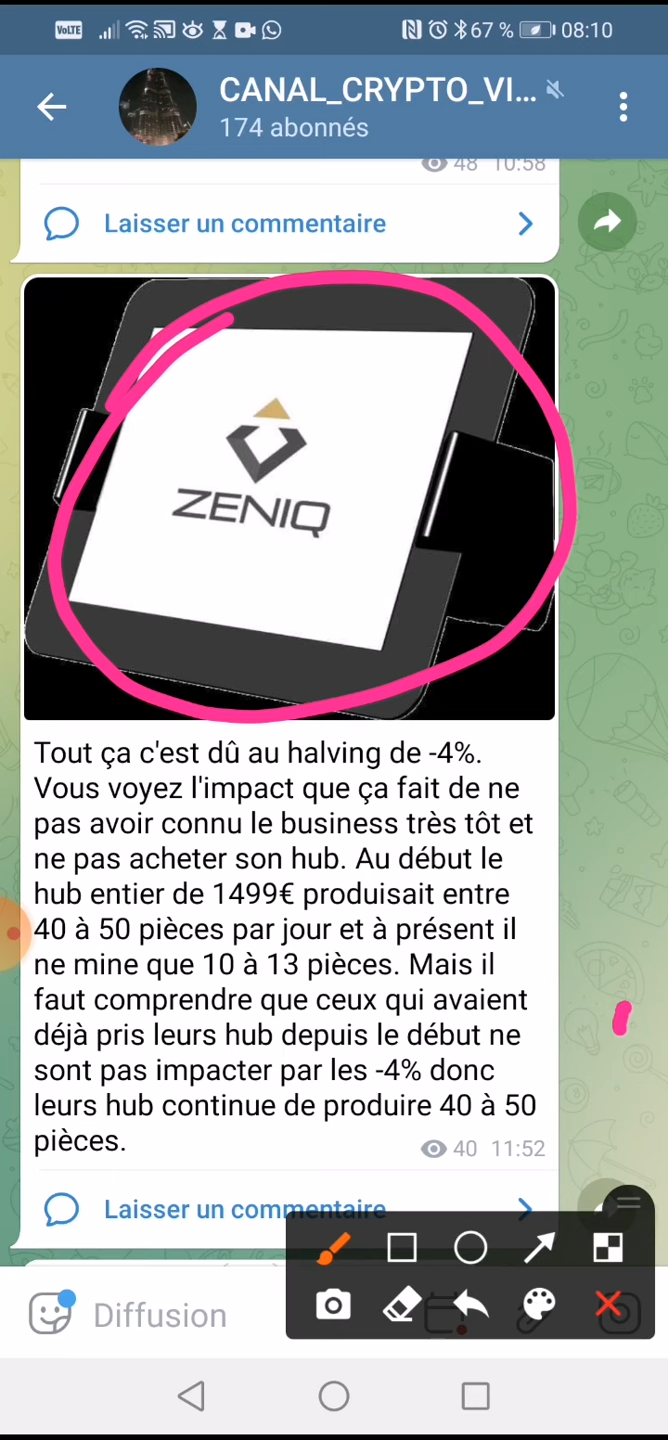 VoLTE 67 % 08:10
CANAL_CRYPTO_VI...
174 abonnés
48 10:58
Laisser un commentaire
ZENIQ
Tout ça c'est dû au halving de -4%.
Vous voyez l'impact que ça fait de ne
pas avoir connu le business très tôt et
ne pas acheter son hub. Au début le
hub entier de 1499€ produisait entre
40 à 50 pièces par jour et à présent il
ne mine que 10 à 13 pièces. Mais il
faut comprendre que ceux qui avaient
déjà pris leurs hub depuis le début ne
sont pas impacter par les -4% donc
leurs hub continue de produire 40 à 50
pièces.
40 11:52
Laisser un commentaire
Diffusion